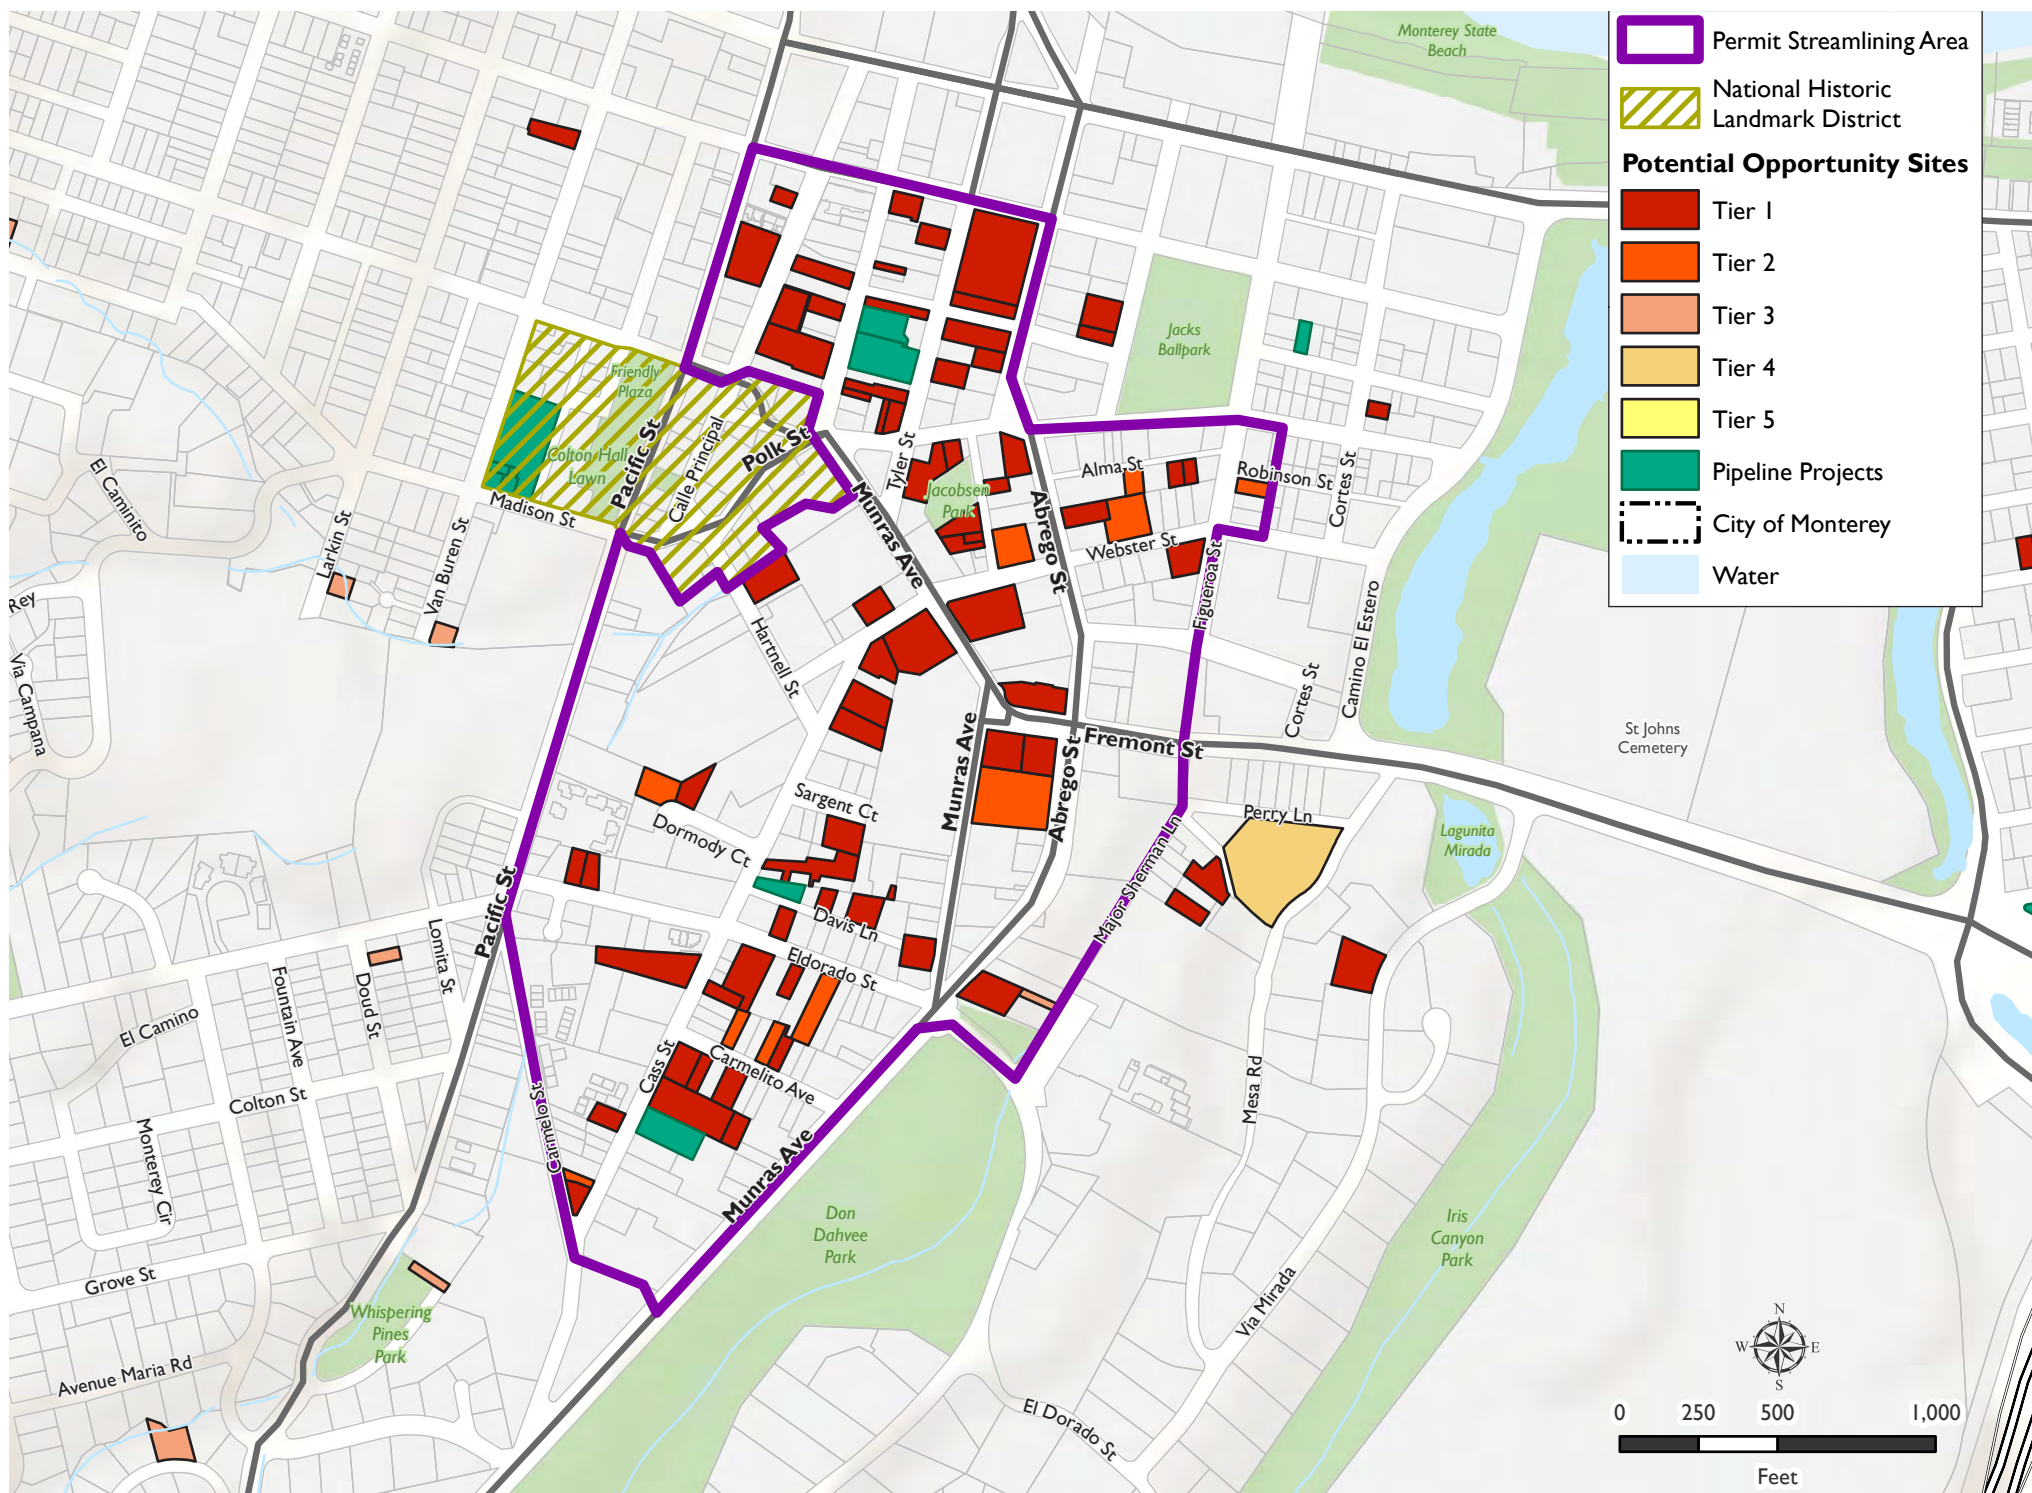 Monterey State
Beach
Permit Streamlining Area
National Historic
Landmark District
Potential Opportunity Sites
Tier 1
Tier 2
Tier 3
Tier 4
Tier 5
Pipeline Projects
City of Monterey
Water
Jacks
Ballpark
Friendly
Plaza
Colton Hall
Lawn
Pacific St
Calle Principal
Polk St
Madison St
Munras Ave
Tyler St
Jacobsen
Park
Abrego St
Alma St
Webster St
Robinson St
Cortes St
Figueroa St
Camino El Estero
Cortes St
El Caminito
Larkin St
Van Buren St
Rey
Via Campana
Hartnell St
St Johns
Cemetery
Fremont St
Munras Ave
Abrego St
Sargent Ct
Dormody Ct
Perry Ln
Lagunita
Mirada
Major Sherman Ln
Pacific St
Davis Ln
Eldorado St
Lomita St
Doud St
Fountain Ave
El Camino
Colton St
Monterey Cir
Grove St
Cass St
Carmelito Ave
Carmelo St
Munras Ave
Mesa Rd
Don
Dahvee
Park
Iris
Canyon
Park
Via Mirada
Whispering
Pines
Park
Avenue Maria Rd
El Dorado St
N
W
E
S
0 250 500 1,000
Feet